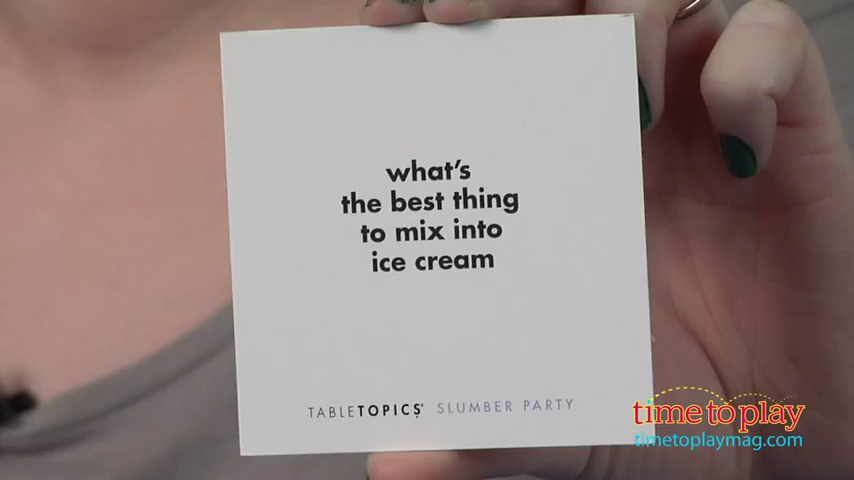 what's
the best thing
to mix into
ice cream
TABLETOPICS® SLUMBER PARTY
time to play
timetoplaymag.com